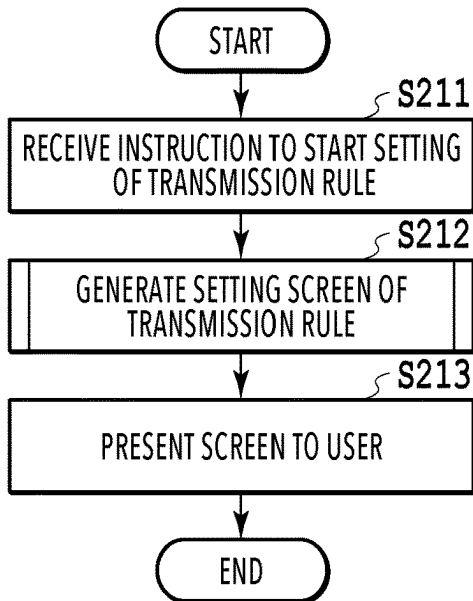 START
S211
RECEIVE INSTRUCTION TO START SETTING
OF TRANSMISSION RULE
S212
GENERATE SETTING SCREEN OF
TRANSMISSION RULE
S213
PRESENT SCREEN TO USER
END